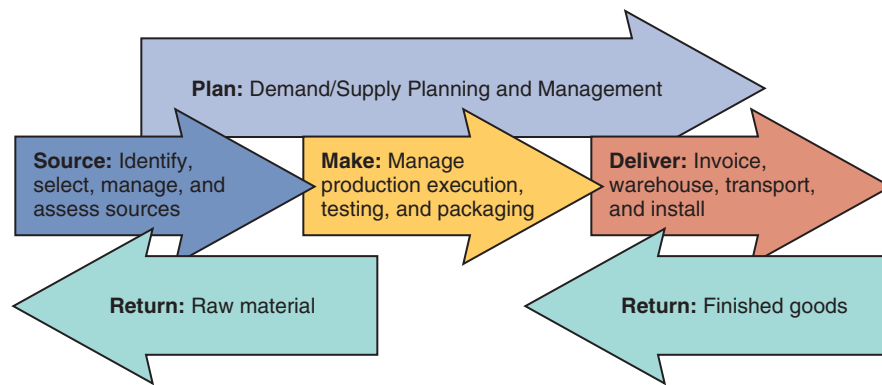 Plan: Demand/Supply Planning and Management
Source: Identify,
select, manage, and
assess sources
Make: Manage
production execution,
testing, and packaging
Deliver: Invoice,
warehouse, transport,
and install
Return: Raw material
Return: Finished goods